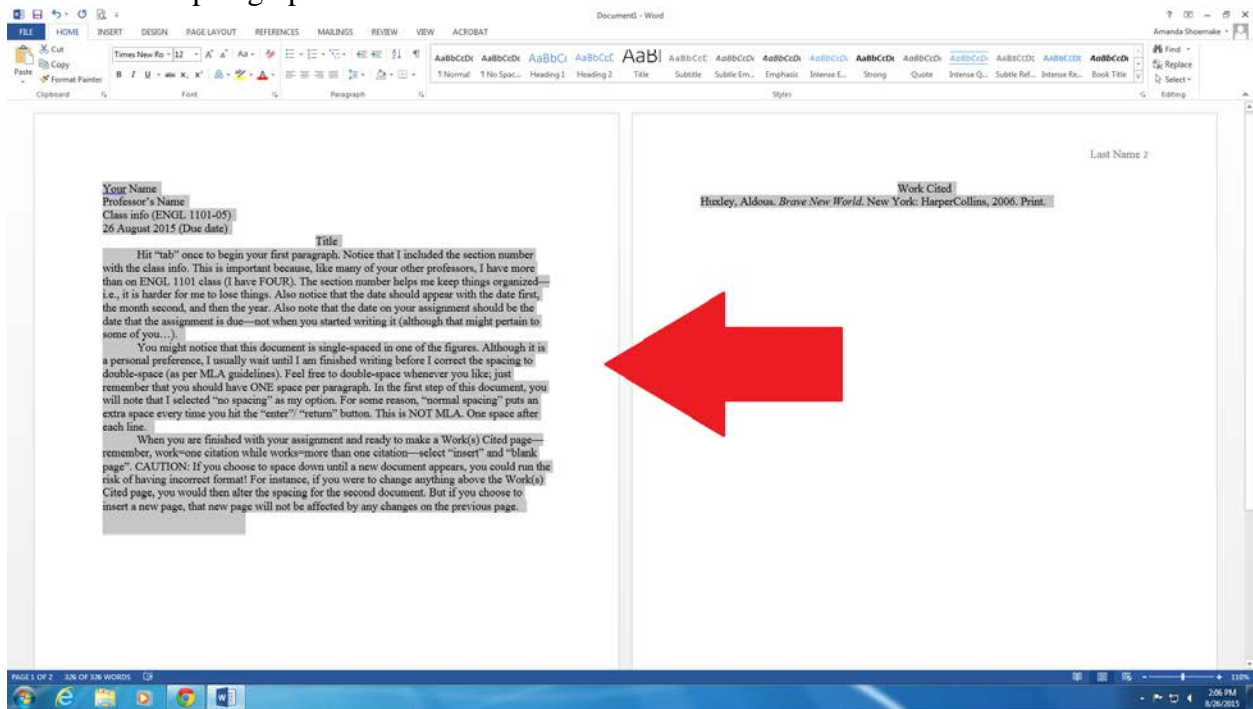 Document1 - Word
FILE HOME INSERT DESIGN PAGE LAYOUT REFERENCES MAILINGS REVIEW VIEW ACROBAT
Amanda Shoemake
Cut
Copy
Format Painter
Paste
Times New Ro 12
AaBbCcDc AaBbCcDc AaBbCc AaBbCcC AaB AaBbCcC AaBbCcDc AaBbCcDc AaBbCcDc AaBbCcDc AaBbCcDc AaBbCcDc AaBbCcDc AaBbCcDc AaBbCcDc
¶ Normal ¶ No Spac... Heading 1 Heading 2 Title Subtitle Subtle Em... Emphasis Intense E... Strong Quote Intense Q... Subtle Ref... Intense Re... Book Title
Find
Replace
Select
Clipboard Font Paragraph Styles Editing
Your Name
Professor's Name
Class info (ENGL 1101-05)
26 August 2015 (Due date)
Title
Hit “tab” once to begin your first paragraph. Notice that I included the section number
with the class info. This is important because, like many of your other professors, I have more
than on ENGL 1101 class (I have FOUR). The section number helps me keep things organized—
i.e., it is harder for me to lose things. Also notice that the date should appear with the date first,
the month second, and then the year. Also note that the date on your assignment should be the
date that the assignment is due—not when you started writing it (although that might pertain to
some of you…).
You might notice that this document is single-spaced in one of the figures. Although it is
a personal preference, I usually wait until I am finished writing before I correct the spacing to
double-space (as per MLA guidelines). Feel free to double-space whenever you like; just
remember that you should have ONE space per paragraph. In the first step of this document, you
will note that I selected “no spacing” as my option. For some reason, “normal spacing” puts an
extra space every time you hit the “enter”/ “return” button. This is NOT MLA. One space after
each line.
When you are finished with your assignment and ready to make a Work(s) Cited page—
remember, work=one citation while works=more than one citation—select “insert” and “blank
page”. CAUTION: If you choose to space down until a new document appears, you could run the
risk of having incorrect format! For instance, if you were to change anything above the Work(s)
Cited page, you would then alter the spacing for the second document. But if you choose to
insert a new page, that new page will not be affected by any changes on the previous page.
Last Name 2
Work Cited
Huxley, Aldous. Brave New World. New York: HarperCollins, 2006. Print.
PAGE 1 OF 2 326 OF 326 WORDS
110%
2:06 PM
8/26/2015